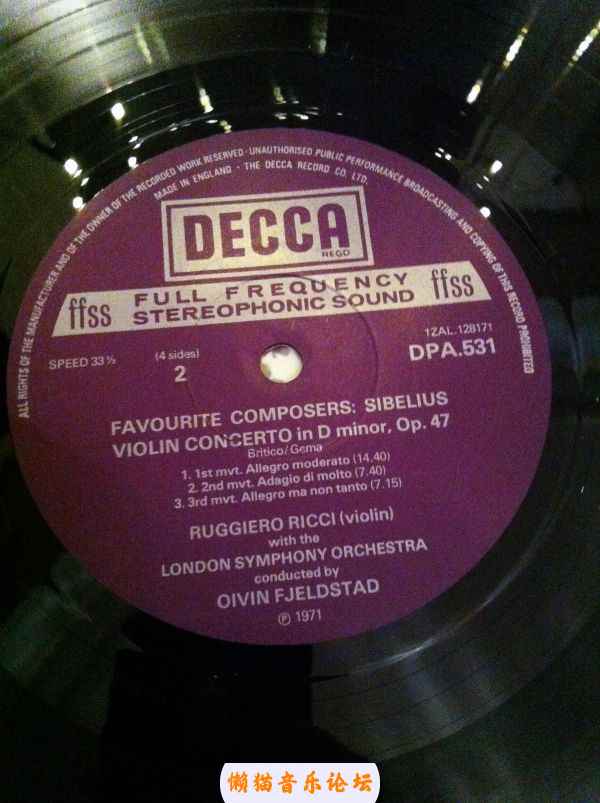 ALL RIGHTS OF THE MANUFACTURER AND OF THE OWNER OF THE RECORDED WORK RESERVED · UNAUTHORISED PUBLIC PERFORMANCE BROADCASTING AND COPYING OF THIS RECORD PROHIBITED
MADE IN ENGLAND · THE DECCA RECORD CO. LTD.
DECCA
REGD
ffss FULL FREQUENCY STEREOPHONIC SOUND ffss
SPEED 33⅓
(4 sides)
2
1ZAL.128171
DPA.531
FAVOURITE COMPOSERS: SIBELIUS
VIOLIN CONCERTO in D minor, Op. 47
Britico/Gema
1. 1st mvt. Allegro moderato (14.40)
2. 2nd mvt. Adagio di molto (7.40)
3. 3rd mvt. Allegro ma non tanto (7.15)
RUGGIERO RICCI (violin)
with the
LONDON SYMPHONY ORCHESTRA
conducted by
OIVIN FJELDSTAD
℗ 1971
懒猫音乐论坛